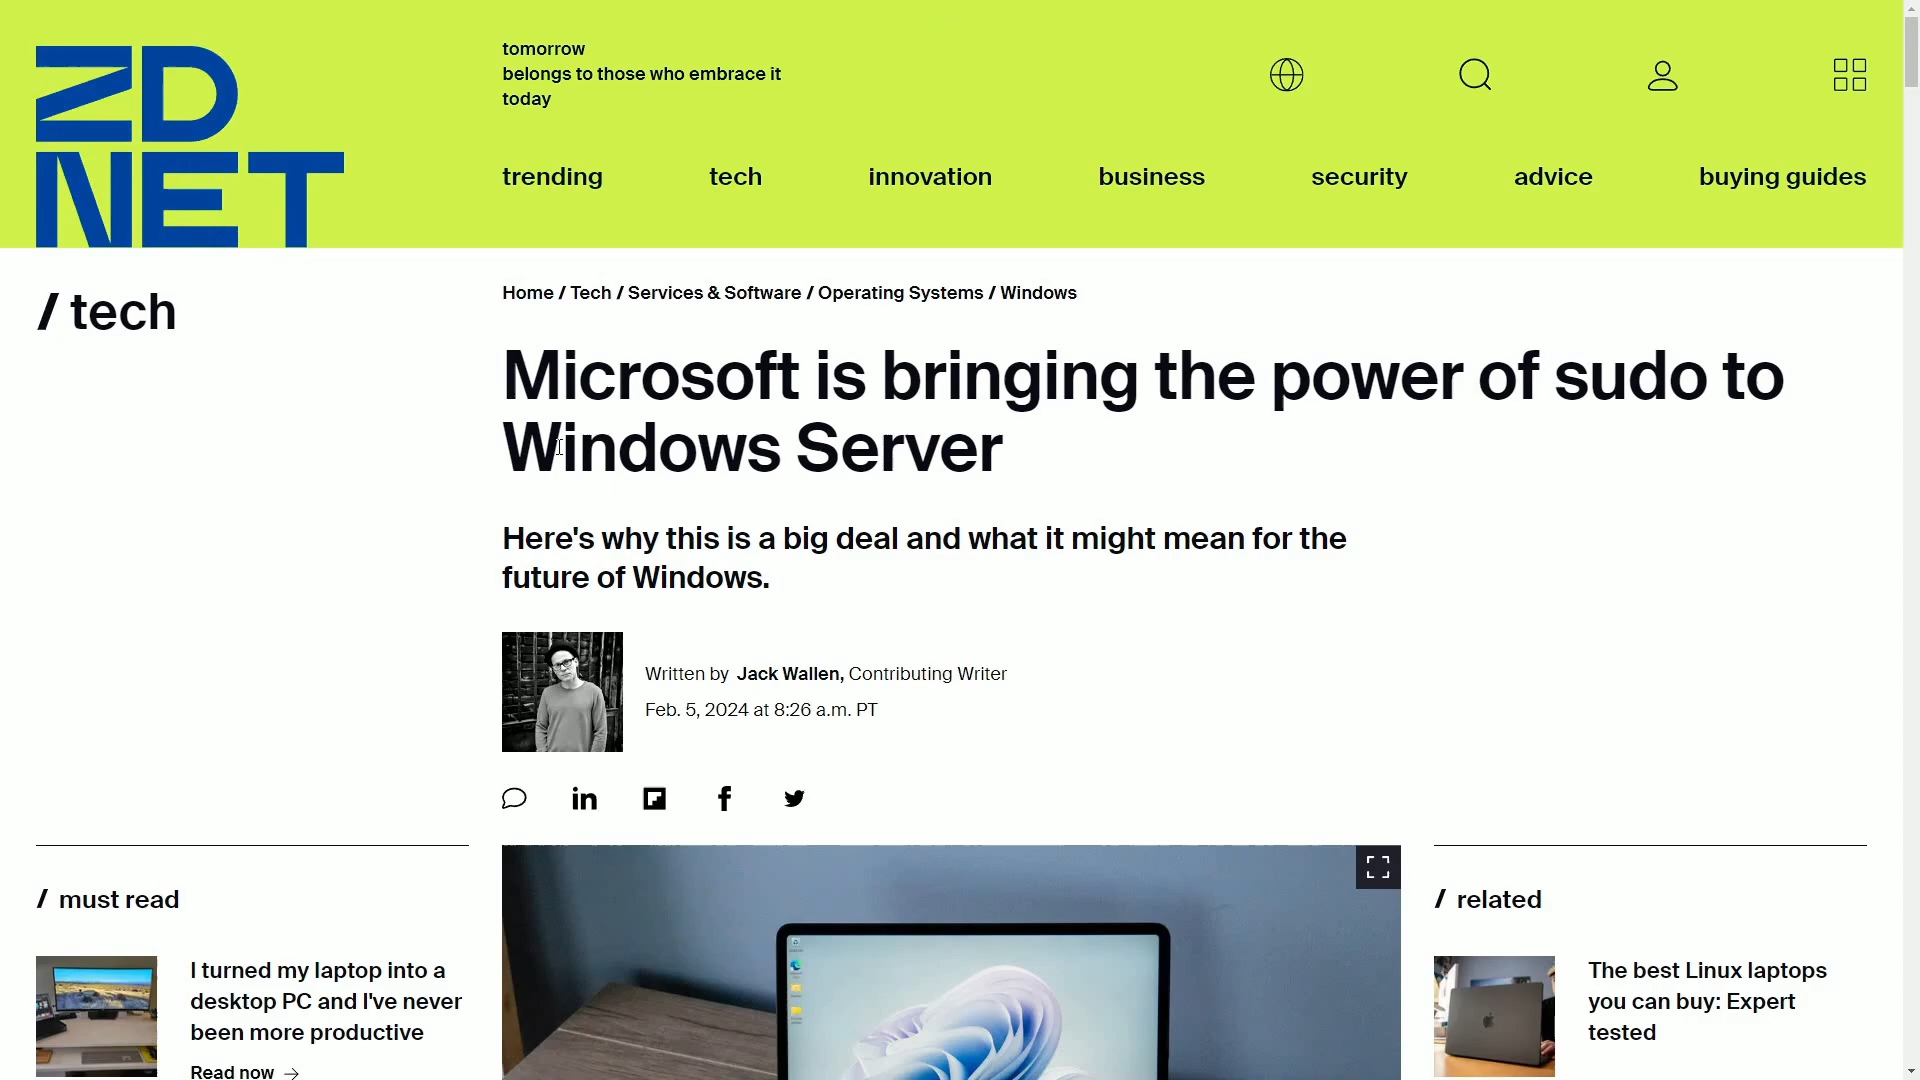 ZD
NET
tomorrow
belongs to those who embrace it
today
trending tech innovation business security advice buying guides
/ tech
Home / Tech / Services & Software / Operating Systems / Windows
Microsoft is bringing the power of sudo to
Windows Server
Here's why this is a big deal and what it might mean for the
future of Windows.
Written by Jack Wallen, Contributing Writer
Feb. 5, 2024 at 8:26 a.m. PT
/ must read
I turned my laptop into a
desktop PC and I've never
been more productive
Read now →
/ related
The best Linux laptops
you can buy: Expert
tested